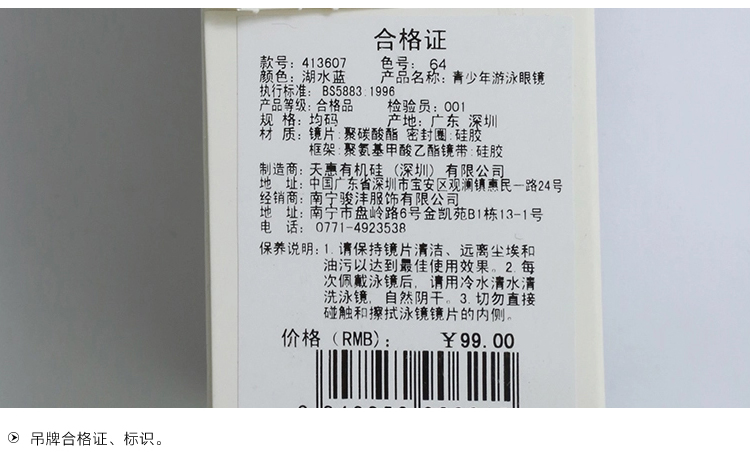 合格证
款号: 413607 色号: 64
颜色: 湖水蓝 产品名称: 青少年游泳眼镜
执行标准: BS5883.1996
产品等级: 合格品 检验员: 001
规 格: 均码 产地: 广东 深圳
材 质: 镜片:聚碳酸酯 密封圈:硅胶
框架:聚氨基甲酸乙酯镜带:硅胶
制造商: 天惠有机硅 (深圳) 有限公司
地 址: 中国广东省深圳市宝安区观澜镇惠民一路24号
经销商: 南宁骏沣服饰有限公司
地 址: 南宁市盘岭路6号金凯苑B1栋13-1号
电 话: 0771-4923538
保养说明: 1.请保持镜片清洁、远离尘埃和
油污以达到最佳使用效果。2.每
次佩戴泳镜后, 请用冷水清水清
洗泳镜, 自然阴干。3.切勿直接
碰触和擦拭泳镜镜片的内侧。
价格(RMB): ￥99.00
吊牌合格证、标识。